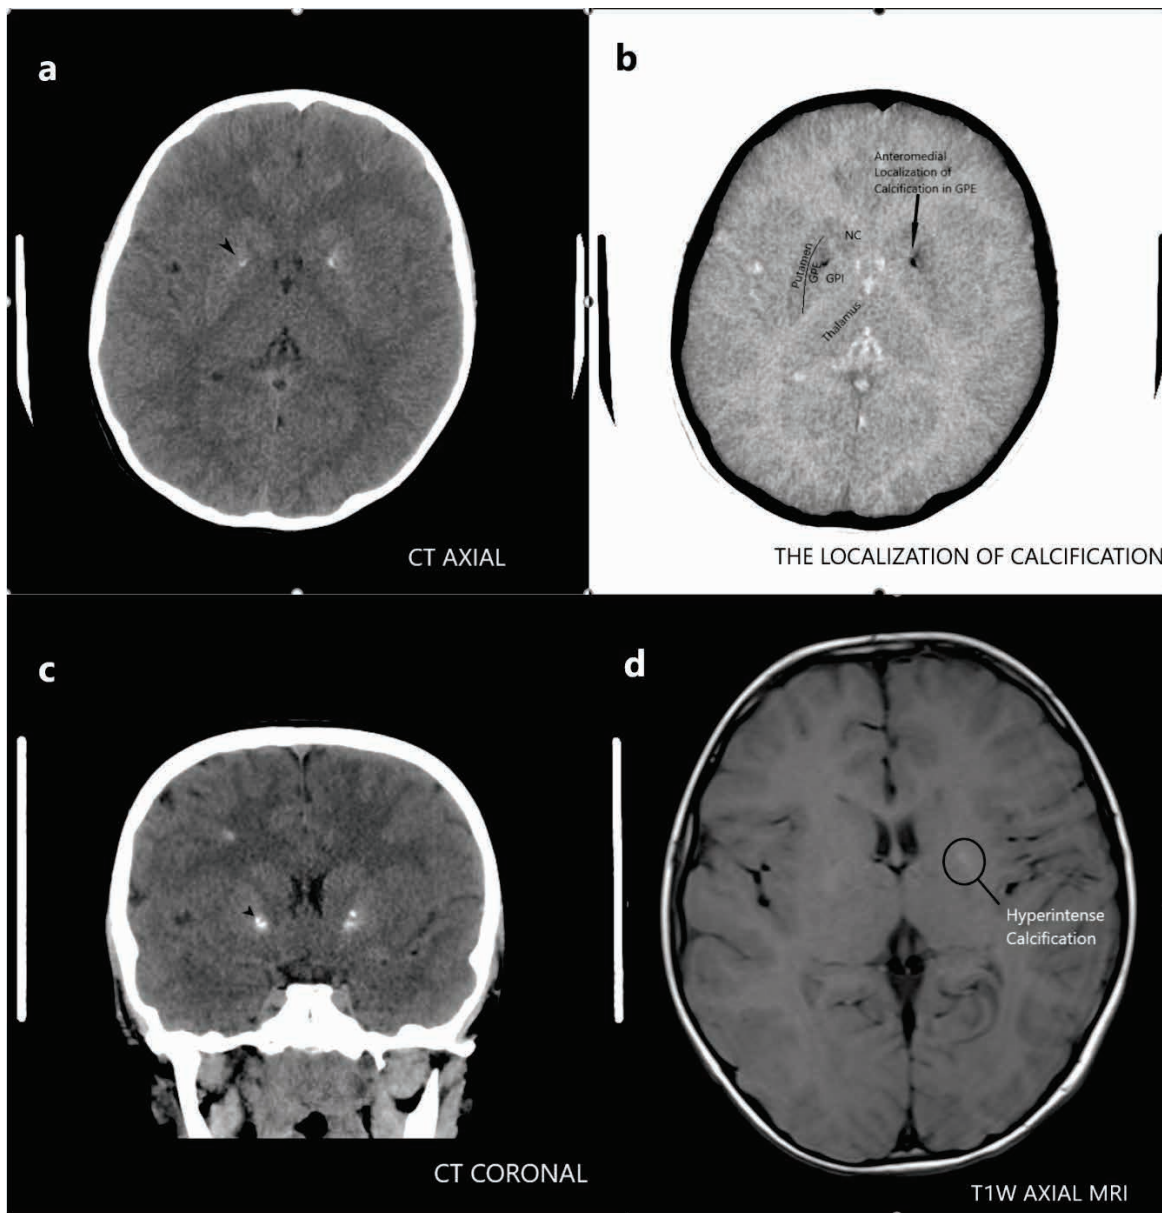 a
CT AXIAL
b
Anteromedial
Localization of
Calcification in GPE
NC
Putamen
GPE
GPI
Thalamus
THE LOCALIZATION OF CALCIFICATION
c
CT CORONAL
d
Hyperintense
Calcification
T1W AXIAL MRI